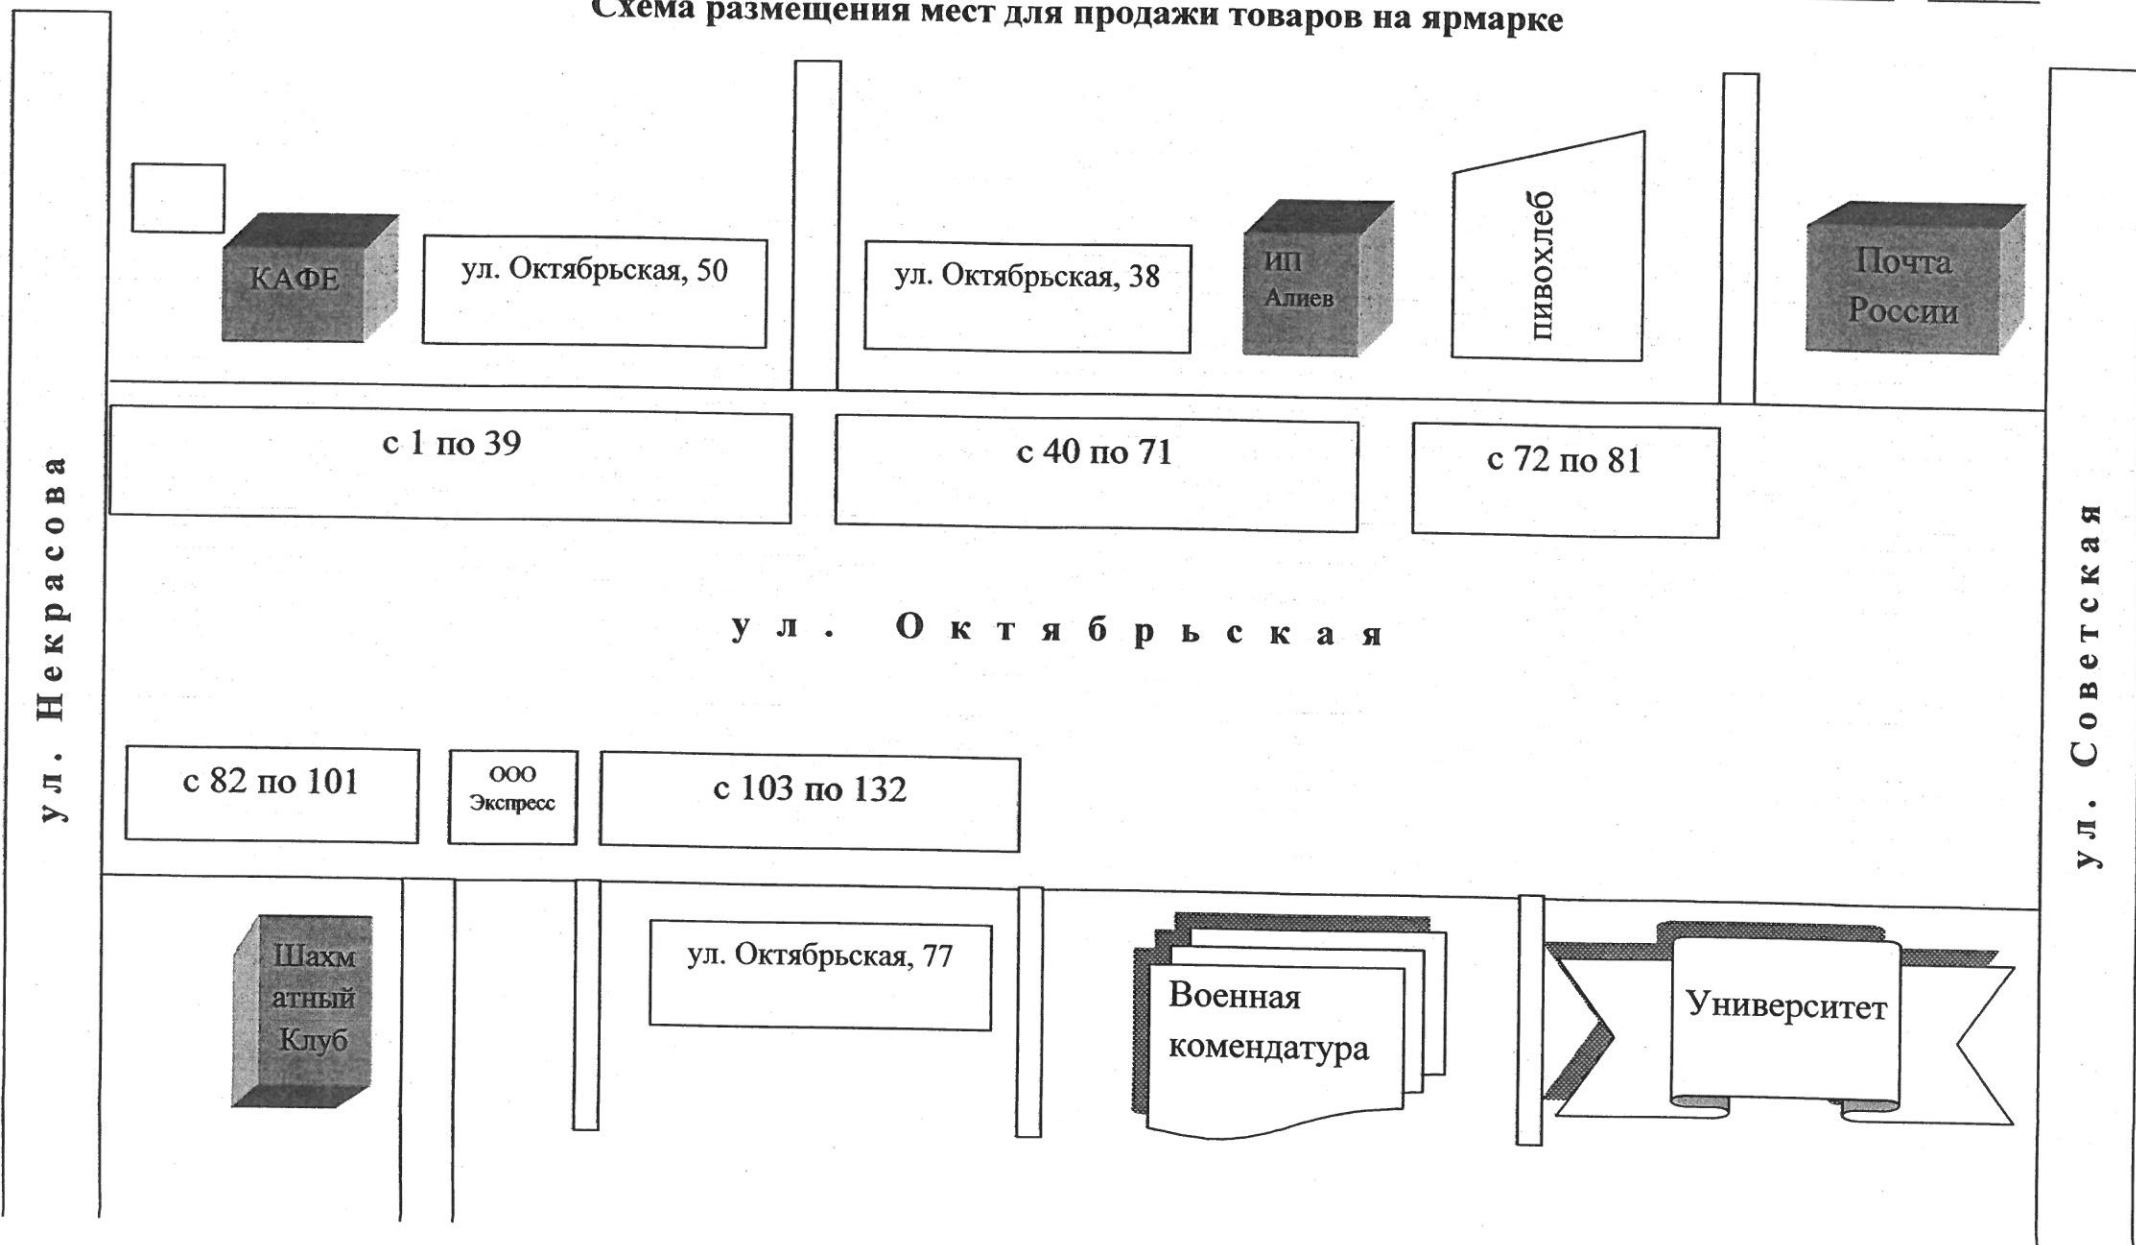 Схема размещения мест для продажи товаров на ярмарке
КАФЕ
ул. Октябрьская, 50
ул. Октябрьская, 38
ИП
Алиев
пивохлеб
Почта
России
с 1 по 39
с 40 по 71
с 72 по 81
ул. Некрасова
ул. Октябрьская
ул. Советская
с 82 по 101
ООО
Экспресс
с 103 по 132
Шахм
атный
Клуб
ул. Октябрьская, 77
Военная
комендатура
Университет